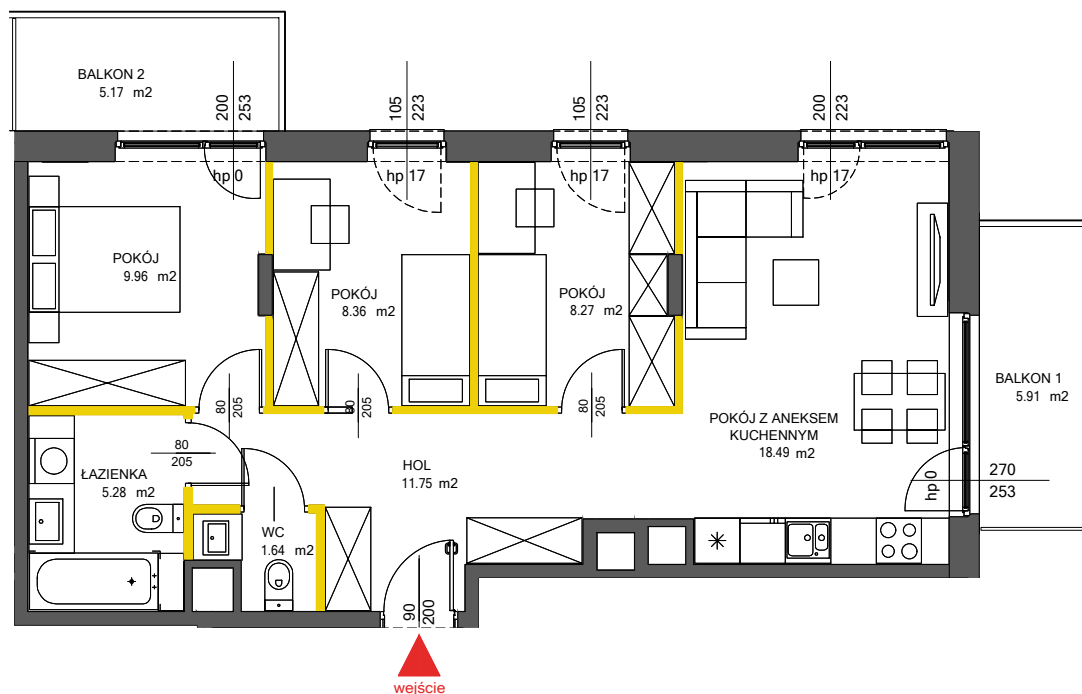 BALKON 2
5.17 m2
200
253
105
223
105
223
200
223
hp 0
hp 17
hp 17
hp 17
POKÓJ
9.96 m2
POKÓJ
8.36 m2
POKÓJ
8.27 m2
BALKON 1
5.91 m2
80
205
80
205
80
205
POKÓJ Z ANEKSEM
KUCHENNYM
18.49 m2
80
205
ŁAZIENKA
5.28 m2
HOL
11.75 m2
hp 0
270
253
WC
1.64 m2
90
200
wejście